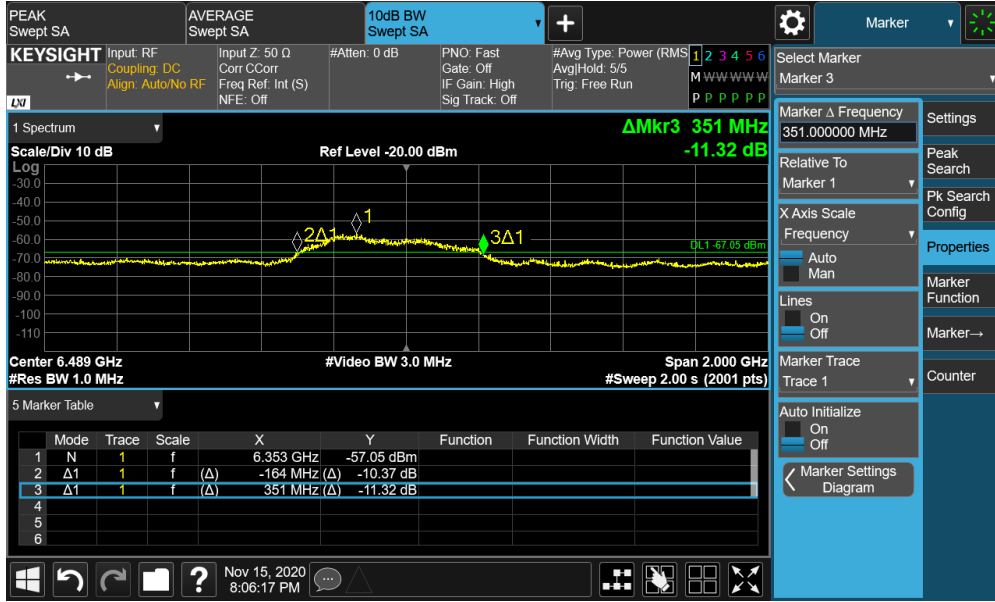 PEAK
Swept SA
AVERAGE
Swept SA
10dB BW
Swept SA
Marker
KEYSIGHT
Input: RF
Coupling: DC
Align: Auto/No RF
Input Z: 50 Ω
Corr CCorr
Freq Ref: Int (S)
NFE: Off
#Atten: 0 dB
PNO: Fast
Gate: Off
IF Gain: High
Sig Track: Off
#Avg Type: Power (RMS
Avg|Hold: 5/5
Trig: Free Run
1 2 3 4 5 6
M W W W W W
P P P P P P
LXI
1 Spectrum
ΔMkr3 351 MHz
-11.32 dB
Scale/Div 10 dB
Ref Level -20.00 dBm
Log
-30.0
-40.0
-50.0
-60.0
-70.0
-80.0
-90.0
-100
-110
1
2Δ1
3Δ1
DL1 -67.05 dBm
Center 6.489 GHz
#Video BW 3.0 MHz
Span 2.000 GHz
#Res BW 1.0 MHz
#Sweep 2.00 s (2001 pts)
5 Marker Table
Mode Trace Scale X Y Function Function Width Function Value
1 N 1 f 6.353 GHz -57.05 dBm
2 Δ1 1 f (Δ) -164 MHz (Δ) -10.37 dB
3 Δ1 1 f (Δ) 351 MHz (Δ) -11.32 dB
4
5
6
Nov 15, 2020
8:06:17 PM
Select Marker
Marker 3
Marker Δ Frequency
351.000000 MHz
Relative To
Marker 1
X Axis Scale
Frequency
Auto
Man
Lines
On
Off
Marker Trace
Trace 1
Auto Initialize
On
Off
Marker Settings
Diagram
Settings
Peak
Search
Pk Search
Config
Properties
Marker
Function
Marker→
Counter